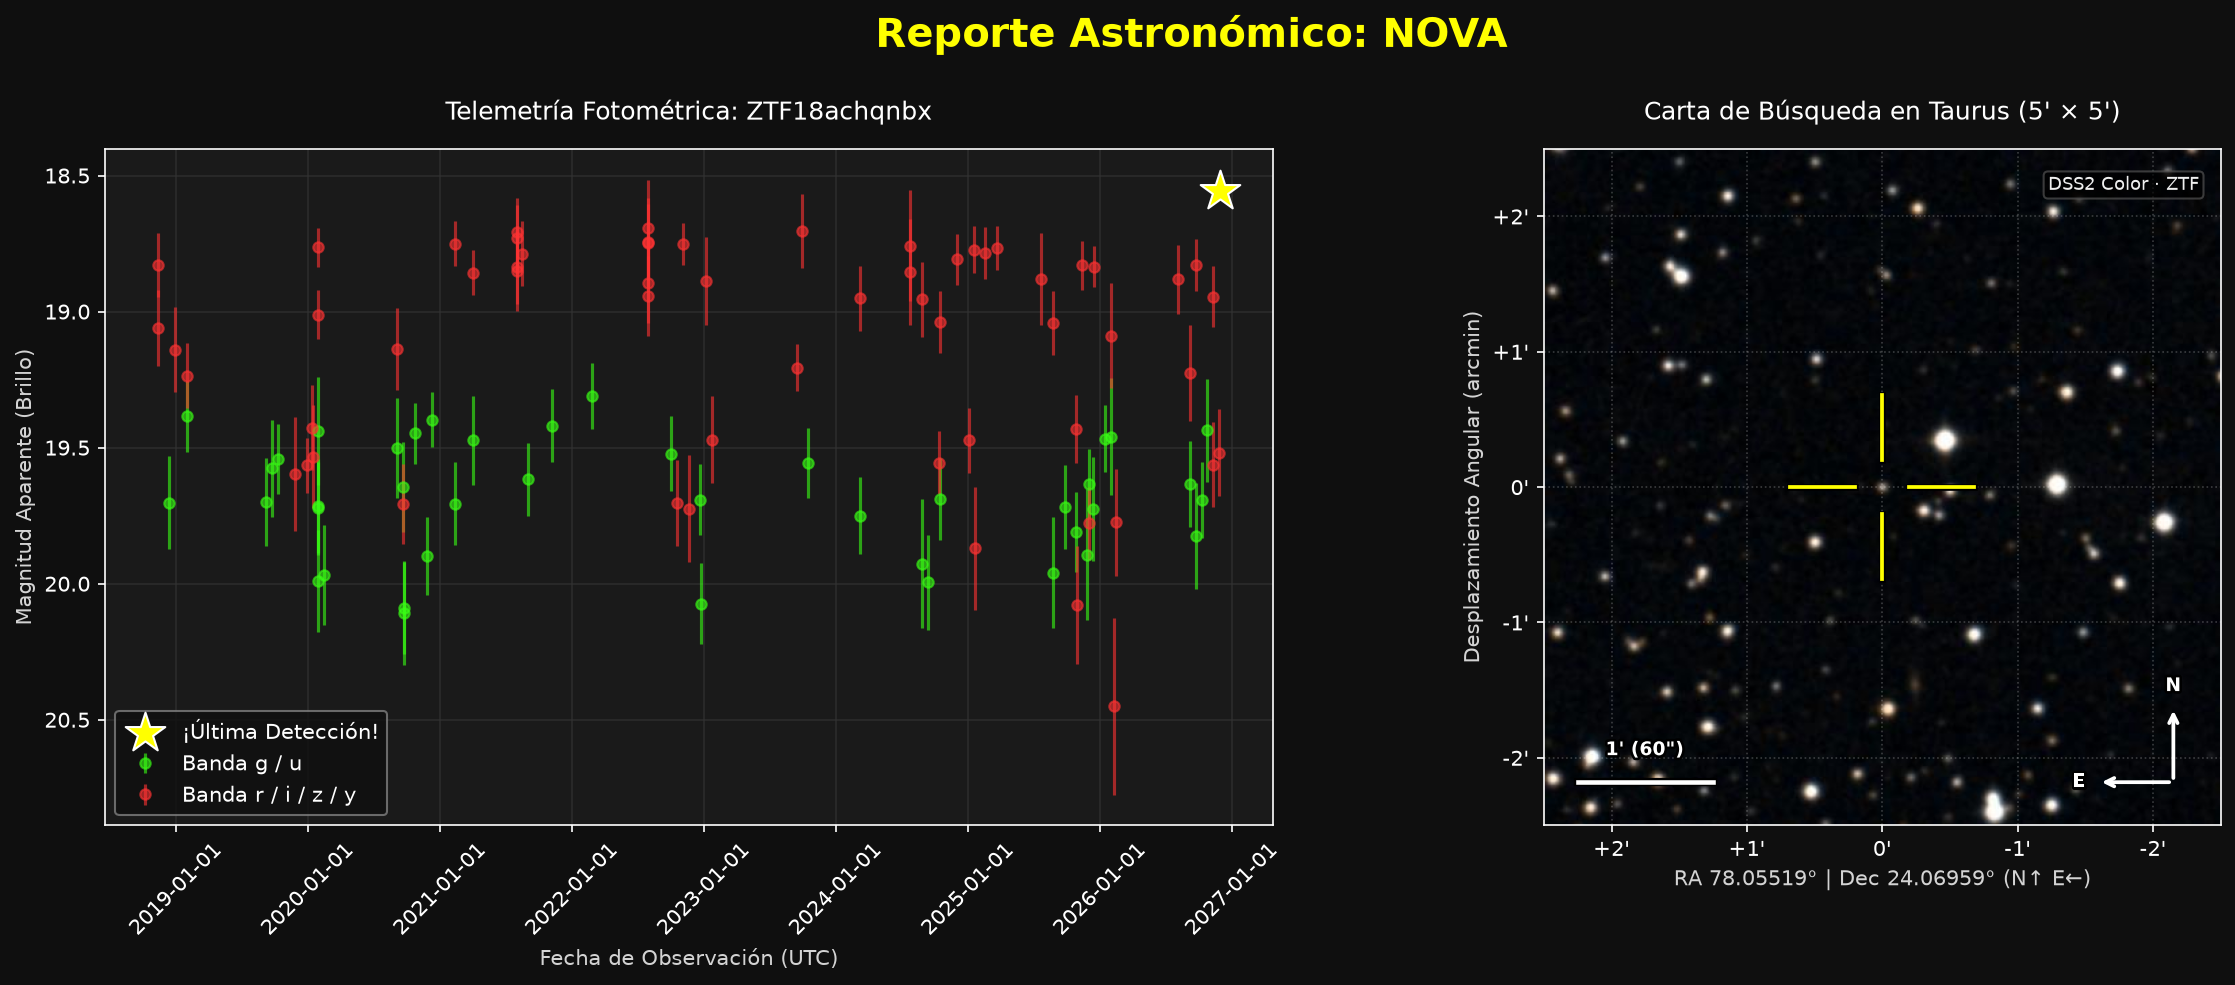 Reporte Astronómico: NOVA
Telemetría Fotométrica: ZTF18achqnbx
Magnitud Aparente (Brillo)
18.5
19.0
19.5
20.0
20.5
¡Última Detección!
Banda g / u
Banda r / i / z / y
2019-01-01
2020-01-01
2021-01-01
2022-01-01
2023-01-01
2024-01-01
2025-01-01
2026-01-01
2027-01-01
Fecha de Observación (UTC)
Carta de Búsqueda en Taurus (5' × 5')
Desplazamiento Angular (arcmin)
+2'
+1'
0'
-1'
-2'
DSS2 Color · ZTF
N
E
1' (60")
+2'
+1'
0'
-1'
-2'
RA 78.05519° | Dec 24.06959° (N↑ E←)